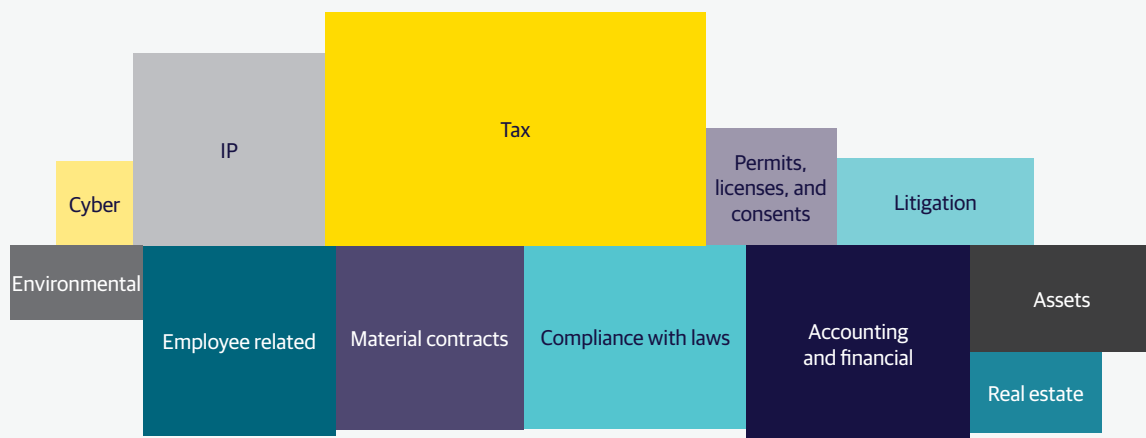 Tax
IP
Permits,
licenses, and
consents
Cyber
Litigation
Environmental
Employee related
Material contracts
Compliance with laws
Accounting
and financial
Assets
Real estate